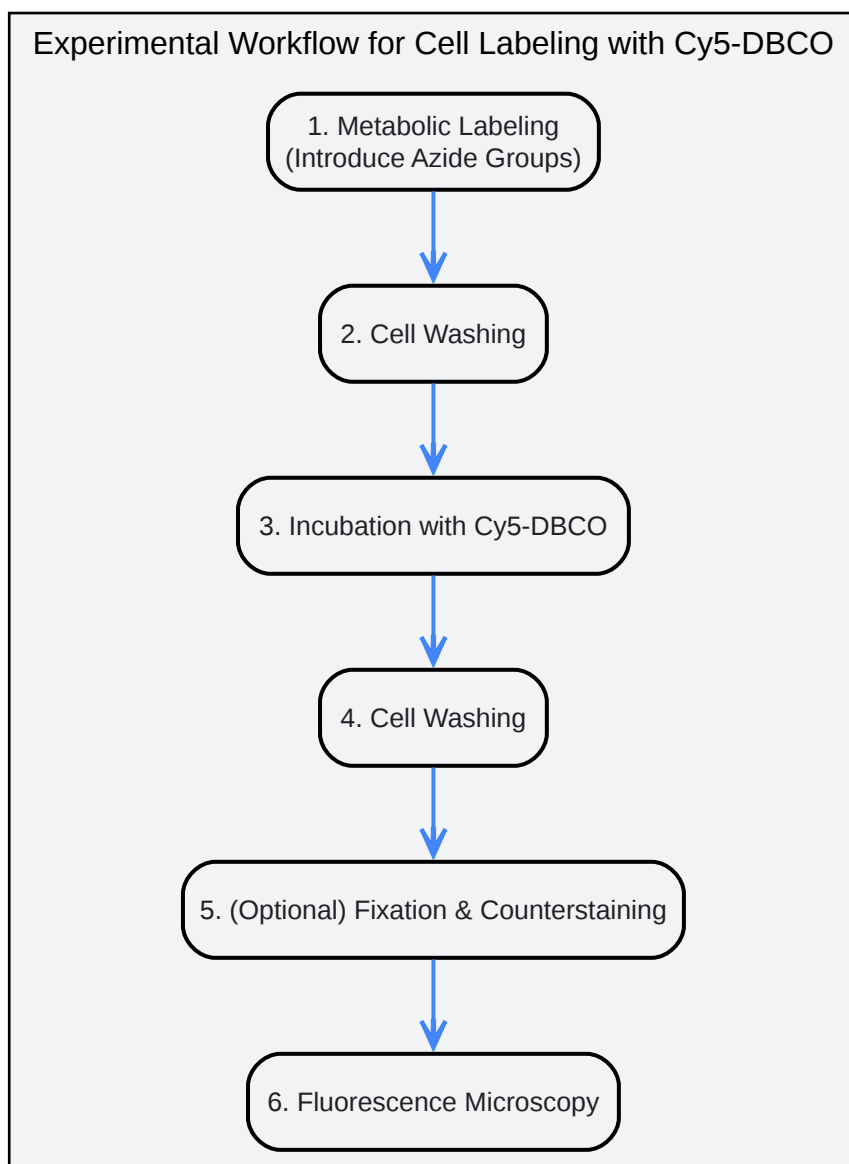 Experimental Workflow for Cell Labeling with Cy5-DBCO
1. Metabolic Labeling
(Introduce Azide Groups)
2. Cell Washing
3. Incubation with Cy5-DBCO
4. Cell Washing
5. (Optional) Fixation & Counterstaining
6. Fluorescence Microscopy